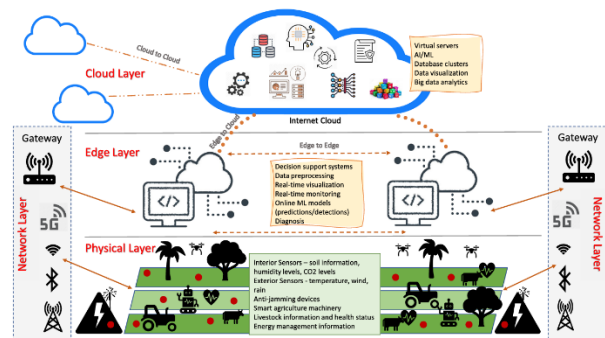 Cloud to Cloud
Cloud Layer
Virtual servers
AI/ML
Database clusters
Data visualization
Big data analytics
Internet Cloud
Gateway
Edge Layer
Edge to Cloud
Edge to Edge
Gateway
</>
</>
Decision support systems
Data preprocessing
Real-time visualization
Real-time monitoring
Online ML models
(predictions/detections)
Diagnosis
Network Layer
5G
5G
Network Layer
Physical Layer
Interior Sensors – soil information,
humidity levels, CO2 levels
Exterior Sensors - temperature, wind,
rain
Anti-jamming devices
Smart agriculture machinery
Livestock information and health status
Energy management information